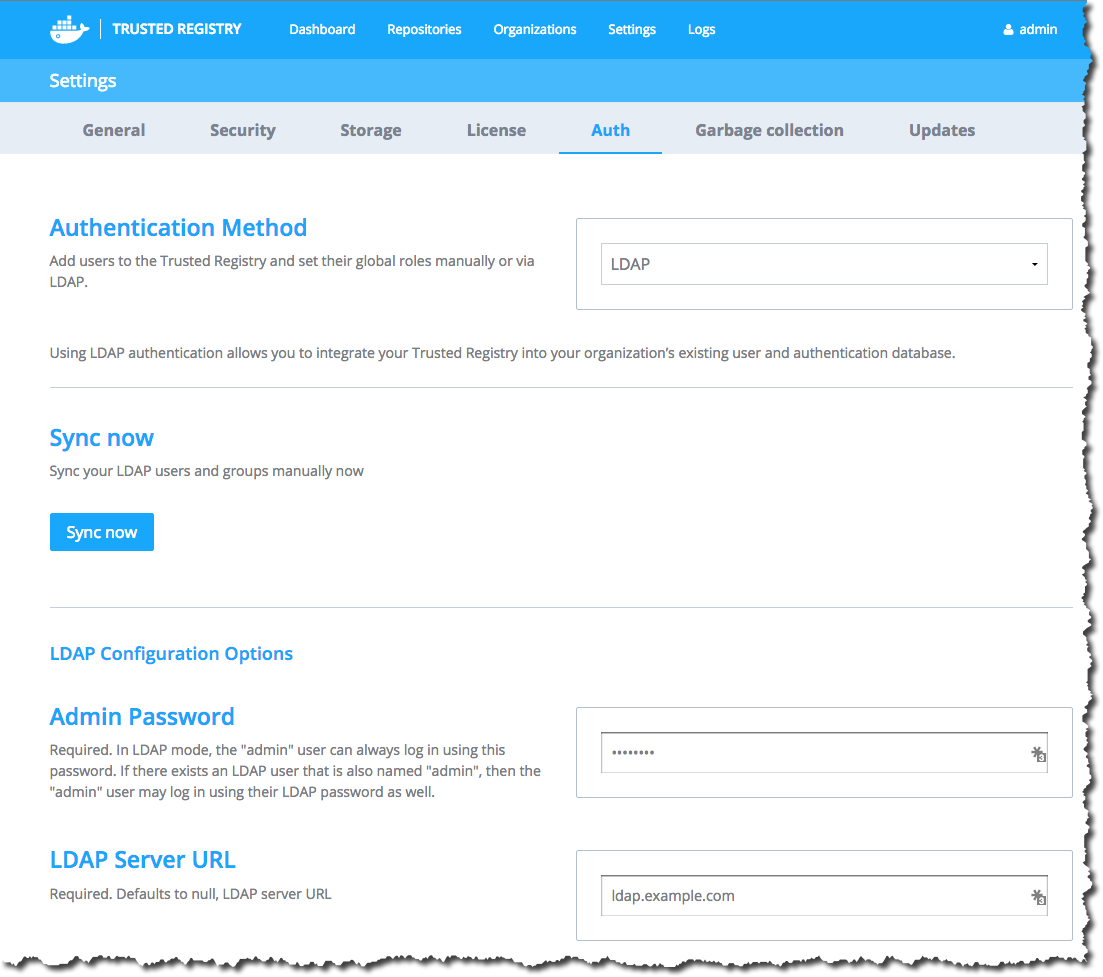 TRUSTED REGISTRY Dashboard Repositories Organizations Settings Logs admin
Settings
General Security Storage License Auth Garbage collection Updates
Authentication Method
Add users to the Trusted Registry and set their global roles manually or via
LDAP.
LDAP
Using LDAP authentication allows you to integrate your Trusted Registry into your organization's existing user and authentication database.
Sync now
Sync your LDAP users and groups manually now
Sync now
LDAP Configuration Options
Admin Password
Required. In LDAP mode, the "admin" user can always log in using this
password. If there exists an LDAP user that is also named "admin", then the
"admin" user may log in using their LDAP password as well.
••••••••
3
LDAP Server URL
Required. Defaults to null, LDAP server URL
ldap.example.com
3